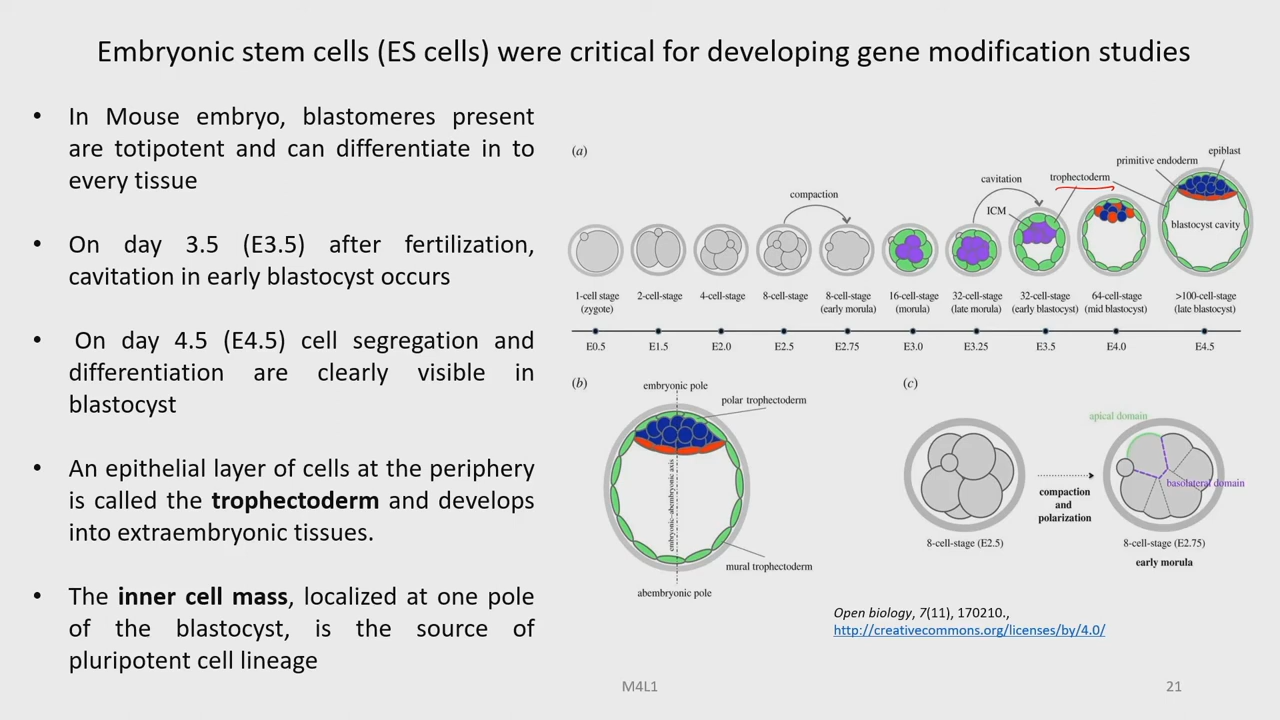 Embryonic stem cells (ES cells) were critical for developing gene modification studies
• In Mouse embryo, blastomeres present
are totipotent and can differentiate in to
every tissue
• On day 3.5 (E3.5) after fertilization,
cavitation in early blastocyst occurs
• On day 4.5 (E4.5) cell segregation and
differentiation are clearly visible in
blastocyst
• An epithelial layer of cells at the periphery
is called the trophectoderm and develops
into extraembryonic tissues.
• The inner cell mass, localized at one pole
of the blastocyst, is the source of
pluripotent cell lineage
(a)
epiblast
primitive endoderm
trophectoderm
cavitation
compaction
ICM
blastocyst cavity
1-cell stage 2-cell-stage 4-cell-stage 8-cell-stage 8-cell-stage 16-cell-stage 32-cell-stage 32-cell-stage 64-cell-stage >100-cell-stage
(zygote) (early morula) (morula) (late morula) (early blastocyst) (mid blastocyst) (late blastocyst)
E0.5 E1.5 E2.0 E2.5 E2.75 E3.0 E3.25 E3.5 E4.0 E4.5
(b)
embryonic pole
polar trophectoderm
embryonic-abembryonic axis
mural trophectoderm
abembryonic pole
(c)
apical domain
basolateral domain
compaction
and
polarization
8-cell-stage (E2.5) 8-cell-stage (E2.75)
early morula
Open biology, 7(11), 170210.,
http://creativecommons.org/licenses/by/4.0/
M4L1 21